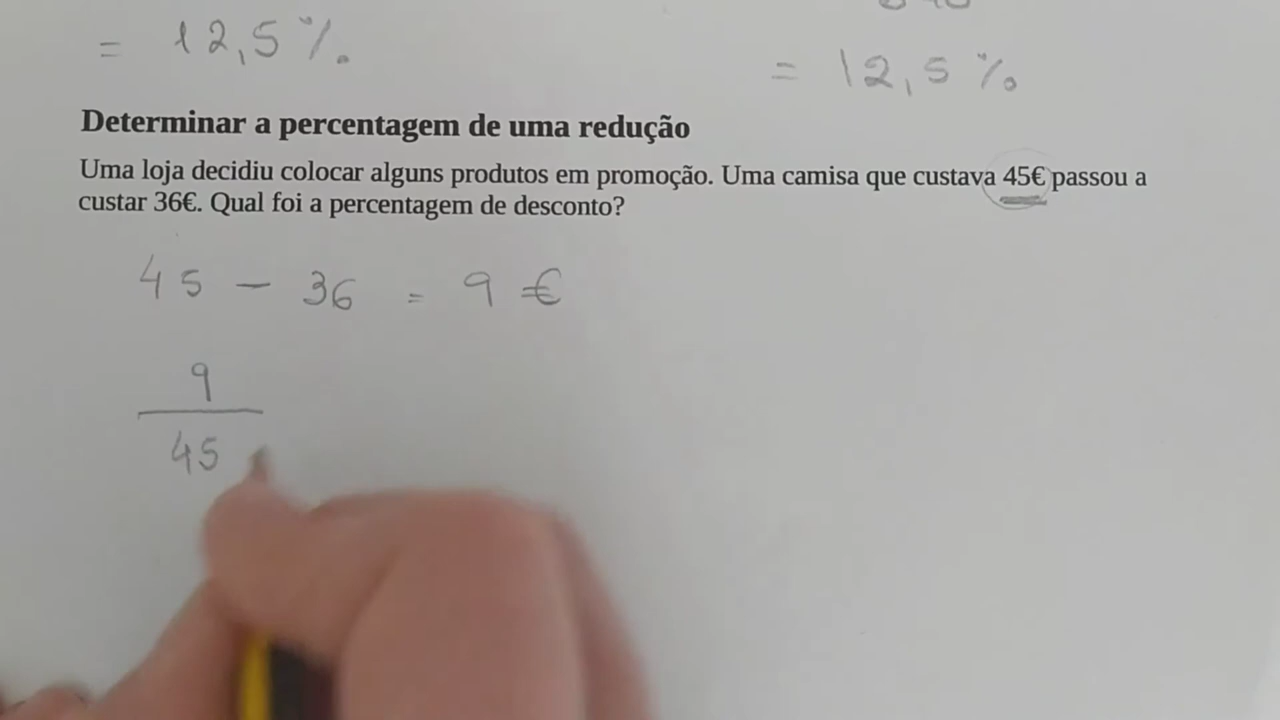 = 12,5%
= 12,5%
Determinar a percentagem de uma redução
Uma loja decidiu colocar alguns produtos em promoção. Uma camisa que custava 45€ passou a
custar 36€. Qual foi a percentagem de desconto?
45 - 36 = 9 €
9
45